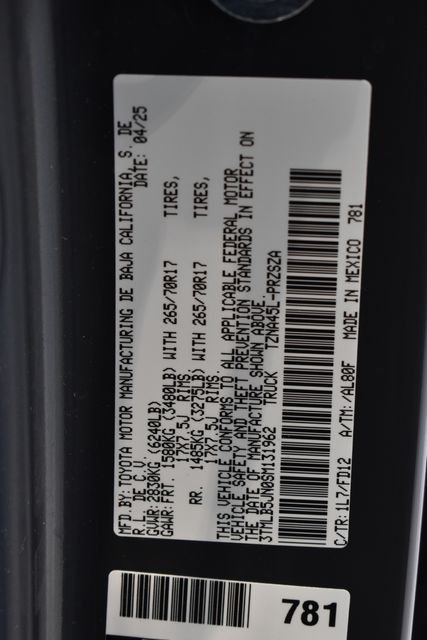 MFD.BY:TOYOTA MOTOR MANUFACTURING DE BAJA CALIFORNIA, S. DE
R.L. DE C.V. DATE: 04/25
GVWR:2830KG (6240LB)
GAWR:FRT. 1580KG (3480LB) WITH 265/70R17 TIRES,
17X7.5J RIMS.
RR. 1485KG (3275LB) WITH 265/70R17 TIRES,
17X7.5J RIMS.
THIS VEHICLE CONFORMS TO ALL APPLICABLE FEDERAL MOTOR
VEHICLE SAFETY AND THEFT PREVENTION STANDARDS IN EFFECT ON
THE DATE OF MANUFACTURE SHOWN ABOVE.
3TMLB5JN0SM131962 TRUCK TZNA45L-PRZSZA
C/TR:1L7/FD12 A/TM:/AL80F MADE IN MEXICO 781
781